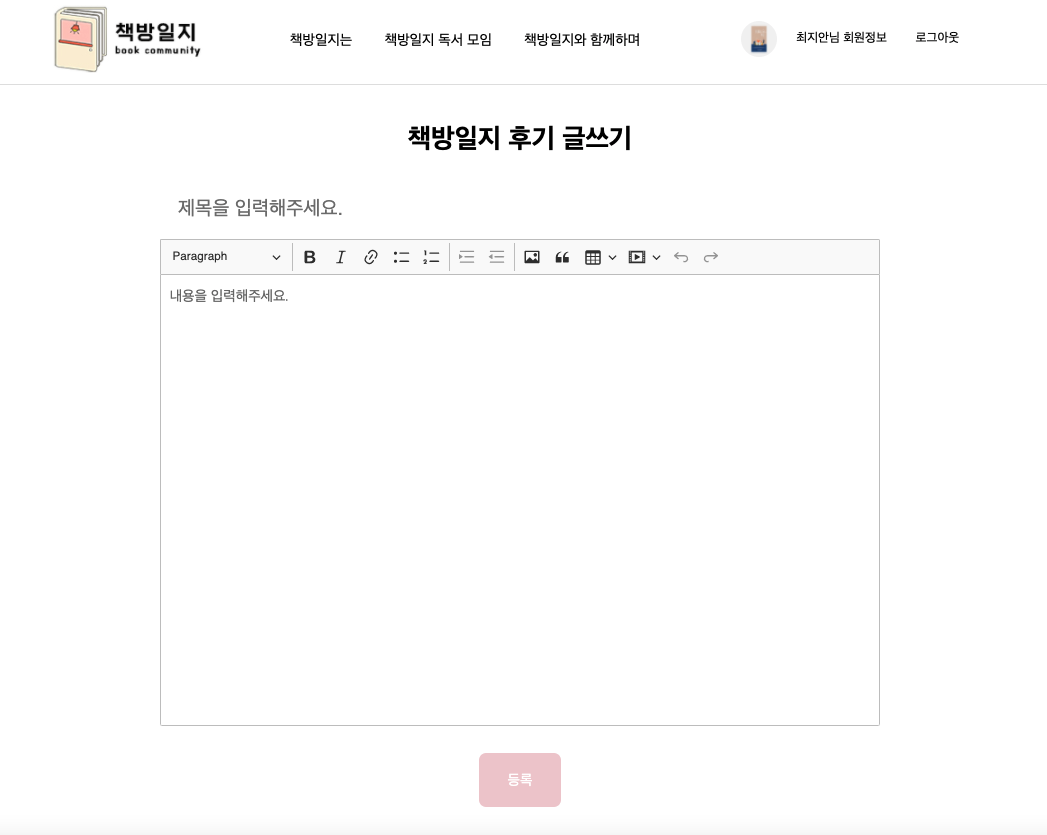 책방일지
book community
책방일지는 책방일지 독서 모임 책방일지와 함께하며 최지안님 회원정보 로그아웃
책방일지 후기 글쓰기
제목을 입력해주세요.
Paragraph
내용을 입력해주세요.
등록